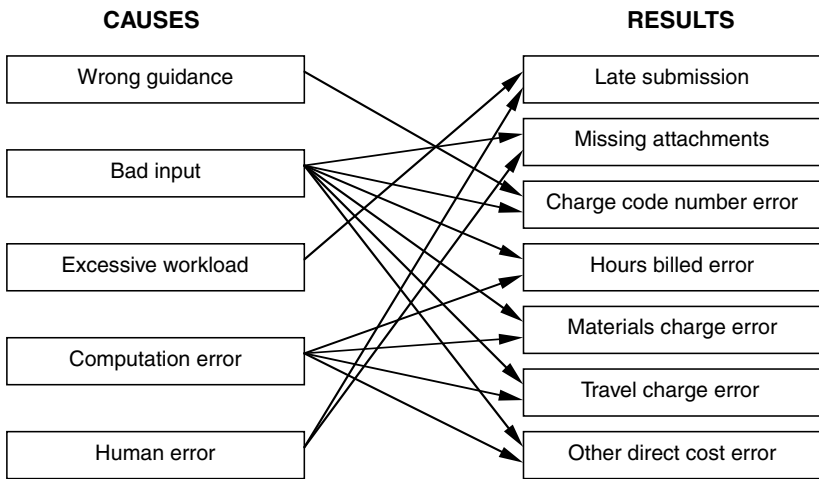 CAUSES
RESULTS
Wrong guidance
Bad input
Excessive workload
Computation error
Human error
Late submission
Missing attachments
Charge code number error
Hours billed error
Materials charge error
Travel charge error
Other direct cost error